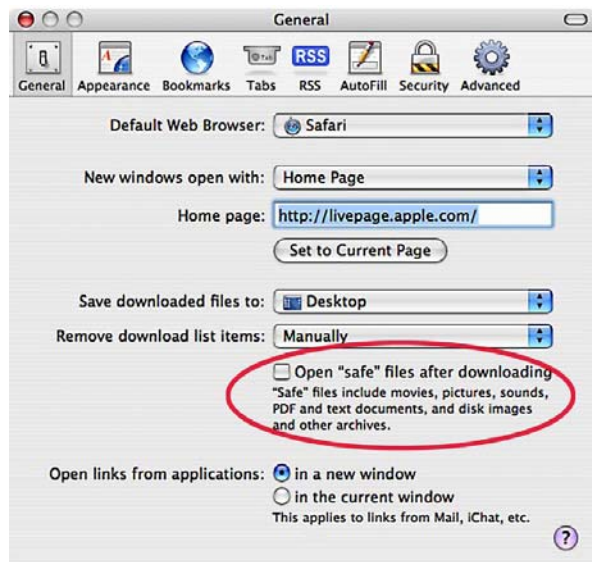 General
General Appearance Bookmarks Tabs RSS AutoFill Security Advanced
Default Web Browser: Safari
New windows open with: Home Page
Home page: http://livepage.apple.com/
Set to Current Page
Save downloaded files to: Desktop
Remove download list items: Manually
Open “safe” files after downloading
“Safe” files include movies, pictures, sounds,
PDF and text documents, and disk images
and other archives.
Open links from applications: in a new window
in the current window
This applies to links from Mail, iChat, etc.
?